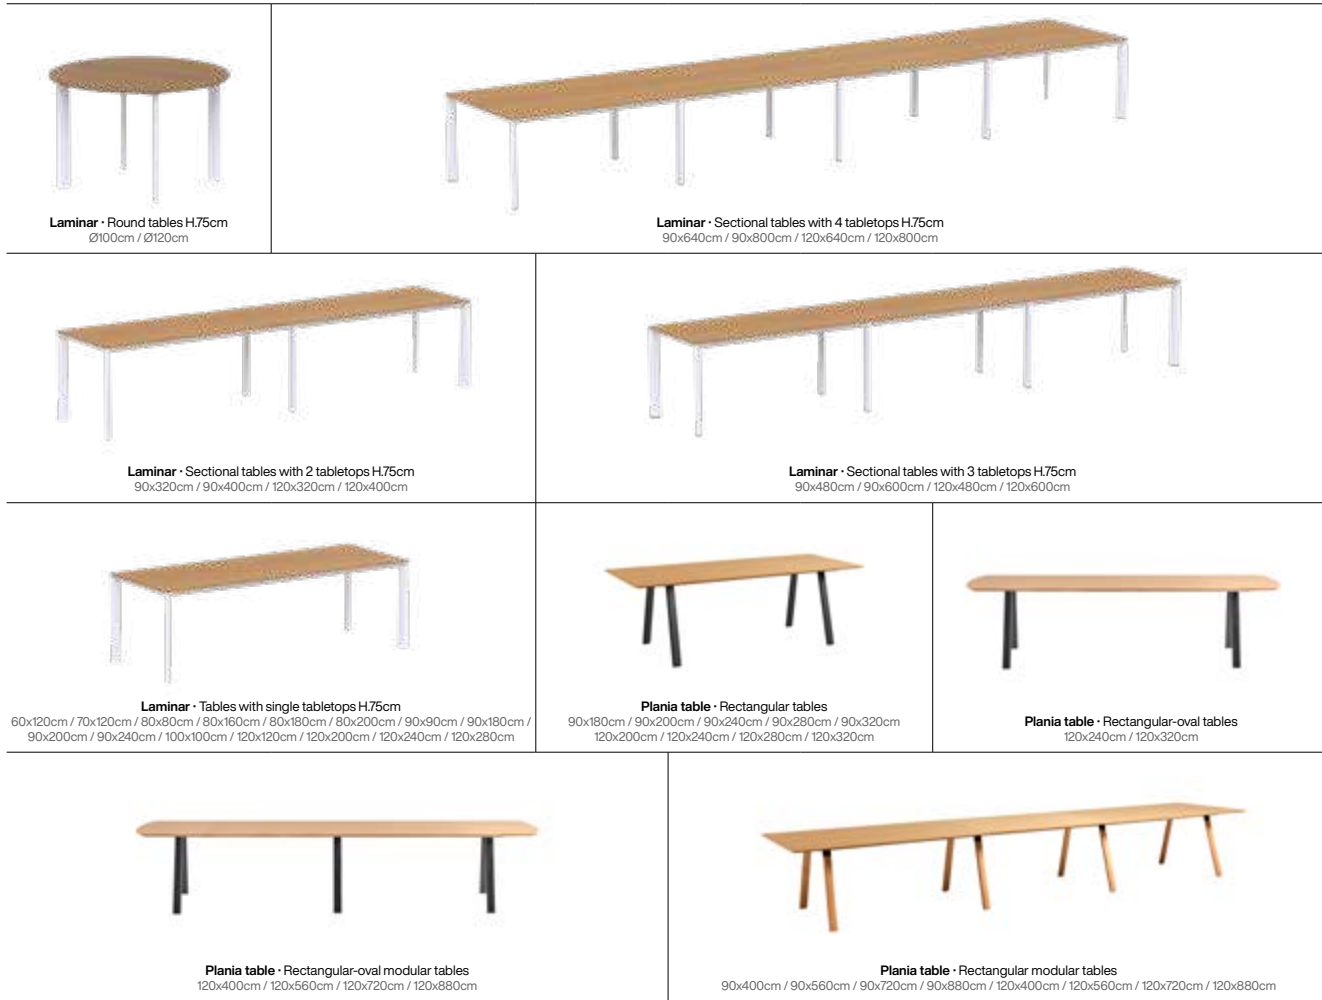 Laminar · Round tables H.75cm
Ø100cm / Ø120cm
Laminar · Sectional tables with 4 tabletops H.75cm
90x640cm / 90x800cm / 120x640cm / 120x800cm
Laminar · Sectional tables with 2 tabletops H.75cm
90x320cm / 90x400cm / 120x320cm / 120x400cm
Laminar · Sectional tables with 3 tabletops H.75cm
90x480cm / 90x600cm / 120x480cm / 120x600cm
Laminar · Tables with single tabletops H.75cm
60x120cm / 70x120cm / 80x80cm / 80x160cm / 80x180cm / 80x200cm / 90x90cm / 90x180cm /
90x200cm / 90x240cm / 100x100cm / 120x120cm / 120x200cm / 120x240cm / 120x280cm
Plania table · Rectangular tables
90x180cm / 90x200cm / 90x240cm / 90x280cm / 90x320cm
120x200cm / 120x240cm / 120x280cm / 120x320cm
Plania table · Rectangular-oval tables
120x240cm / 120x320cm
Plania table · Rectangular-oval modular tables
120x400cm / 120x560cm / 120x720cm / 120x880cm
Plania table · Rectangular modular tables
90x400cm / 90x560cm / 90x720cm / 90x880cm / 120x400cm / 120x560cm / 120x720cm / 120x880cm